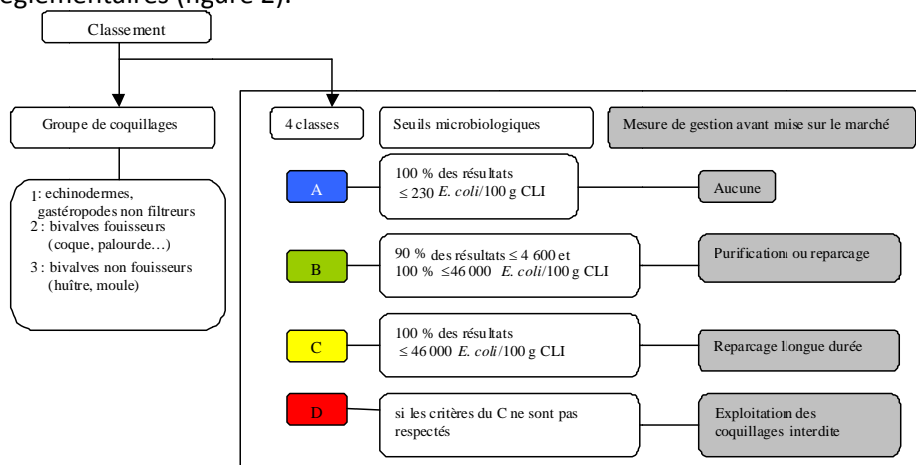 réglementaires (figure 2).
Classement
Groupe de coquillages
4 classes
Seuils microbiologiques
Mesure de gestion avant mise sur le marché
1: echinodermes,
gastéropodes non filtreurs
2 : bivalves fouisseurs
(coque, palourde…)
3 : bivalves non fouisseurs
(huître, moule)
A
100 % des résultats
≤ 230 E. coli/100 g CLI
Aucune
B
90 % des résultats ≤ 4 600 et
100 % ≤46 000 E. coli/100 g CLI
Purification ou reparcage
C
100 % des résultats
≤ 46 000 E. coli/100 g CLI
Reparcage longue durée
D
si les critères du C ne sont pas
respectés
Exploitation des
coquillages interdite